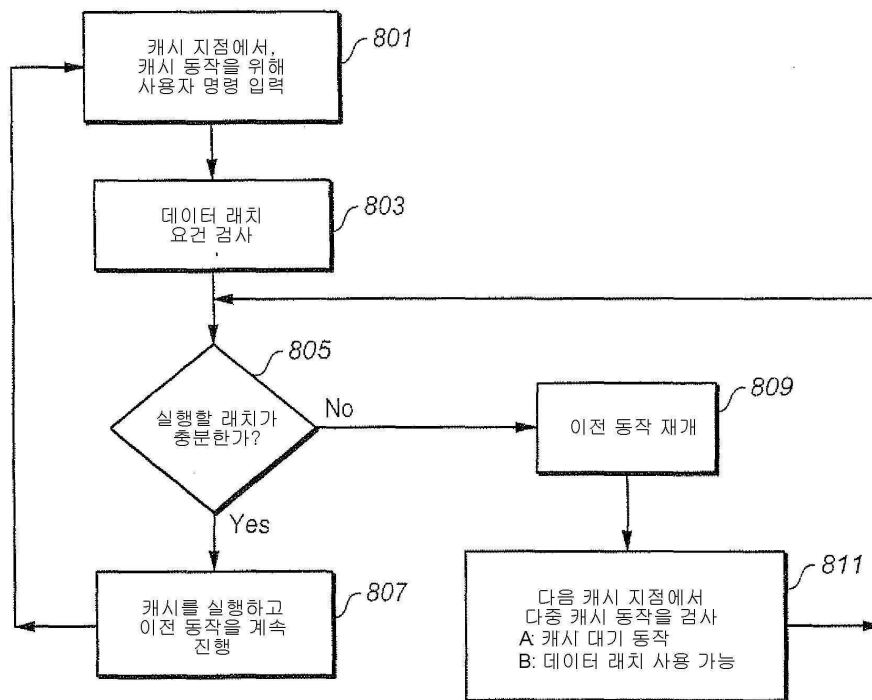 캐시 지점에서,
캐시 동작을 위해
사용자 명령 입력
801
데이터 래치
요건 검사
803
805
실행할 래치가
충분한가?
No
Yes
809
이전 동작 재개
캐시를 실행하고
이전 동작을 계속
진행
807
811
다음 캐시 지점에서
다중 캐시 동작을 검사
A: 캐시 대기 동작
B: 데이터 래치 사용 가능